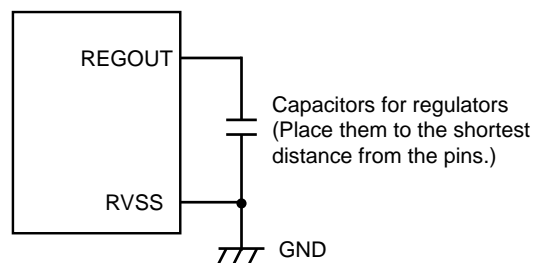 REGOUT
Capacitors for regulators
(Place them to the shortest
distance from the pins.)
RVSS
GND